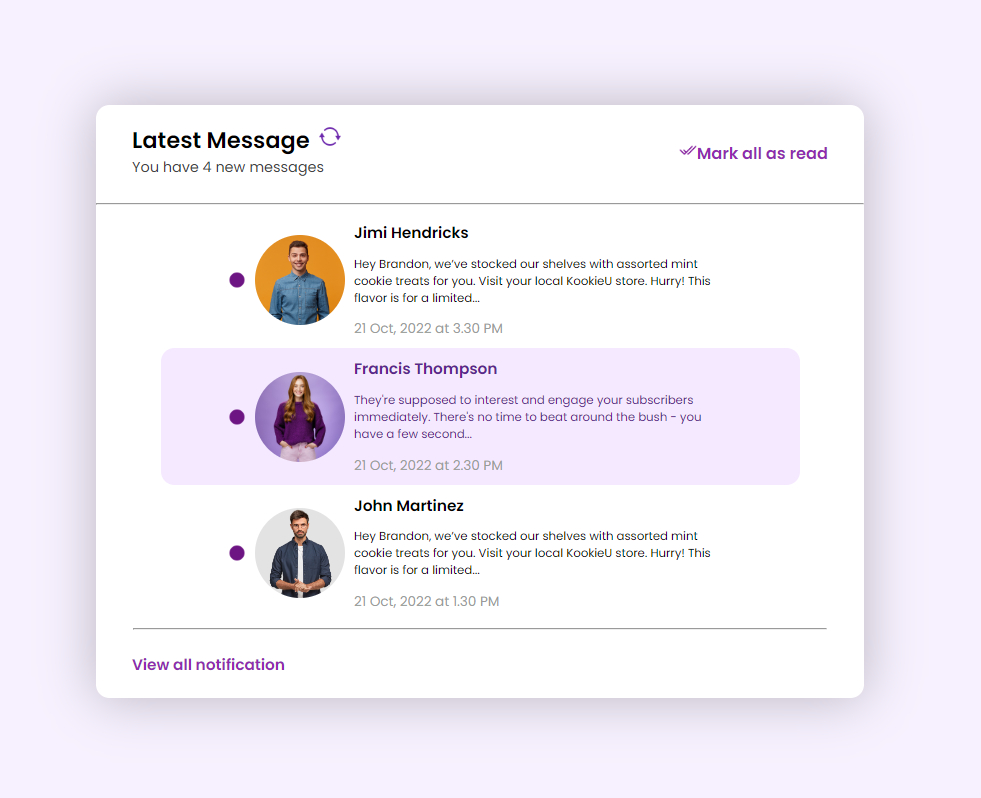 Latest Message
You have 4 new messages
Mark all as read
Jimi Hendricks
Hey Brandon, we’ve stocked our shelves with assorted mint
cookie treats for you. Visit your local KookieU store. Hurry! This
flavor is for a limited...
21 Oct, 2022 at 3.30 PM
Francis Thompson
They're supposed to interest and engage your subscribers
immediately. There's no time to beat around the bush - you
have a few second...
21 Oct, 2022 at 2.30 PM
John Martinez
Hey Brandon, we’ve stocked our shelves with assorted mint
cookie treats for you. Visit your local KookieU store. Hurry! This
flavor is for a limited...
21 Oct, 2022 at 1.30 PM
View all notification